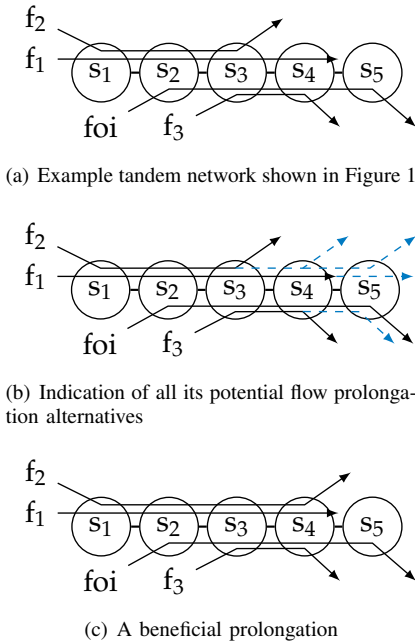 f2
f1 s1 s2 s3 s4 s5
foi f3
(a) Example tandem network shown in Figure 1
f2
f1 s1 s2 s3 s4 s5
foi f3
(b) Indication of all its potential flow prolonga-
tion alternatives
f2
f1 s1 s2 s3 s4 s5
foi f3
(c) A beneficial prolongation